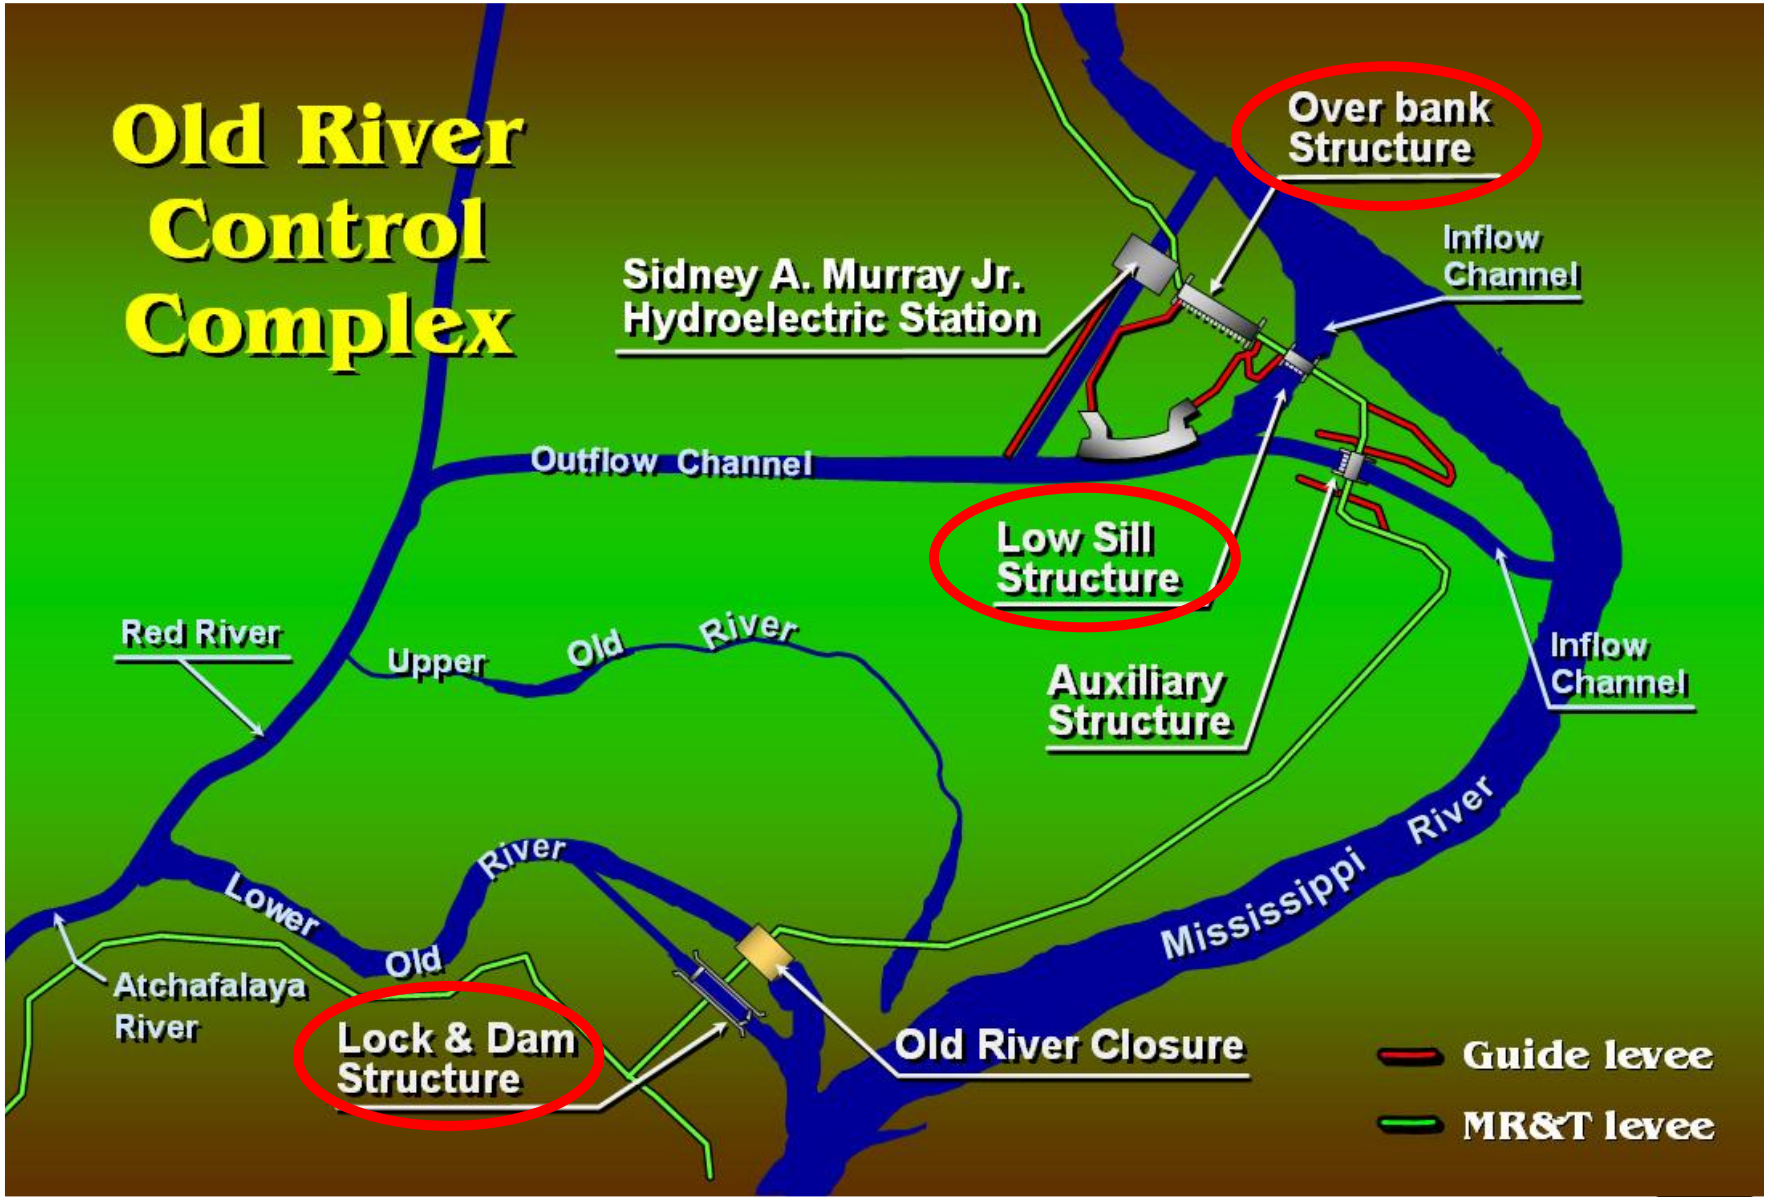 Old River
Control
Complex
Over bank
Structure
Inflow
Channel
Sidney A. Murray Jr.
Hydroelectric Station
Outflow Channel
Low Sill
Structure
Red River
Upper Old River
Auxiliary
Structure
Inflow
Channel
Mississippi River
Lower Old River
Atchafalaya
River
Lock & Dam
Structure
Old River Closure
Guide levee
MR&T levee